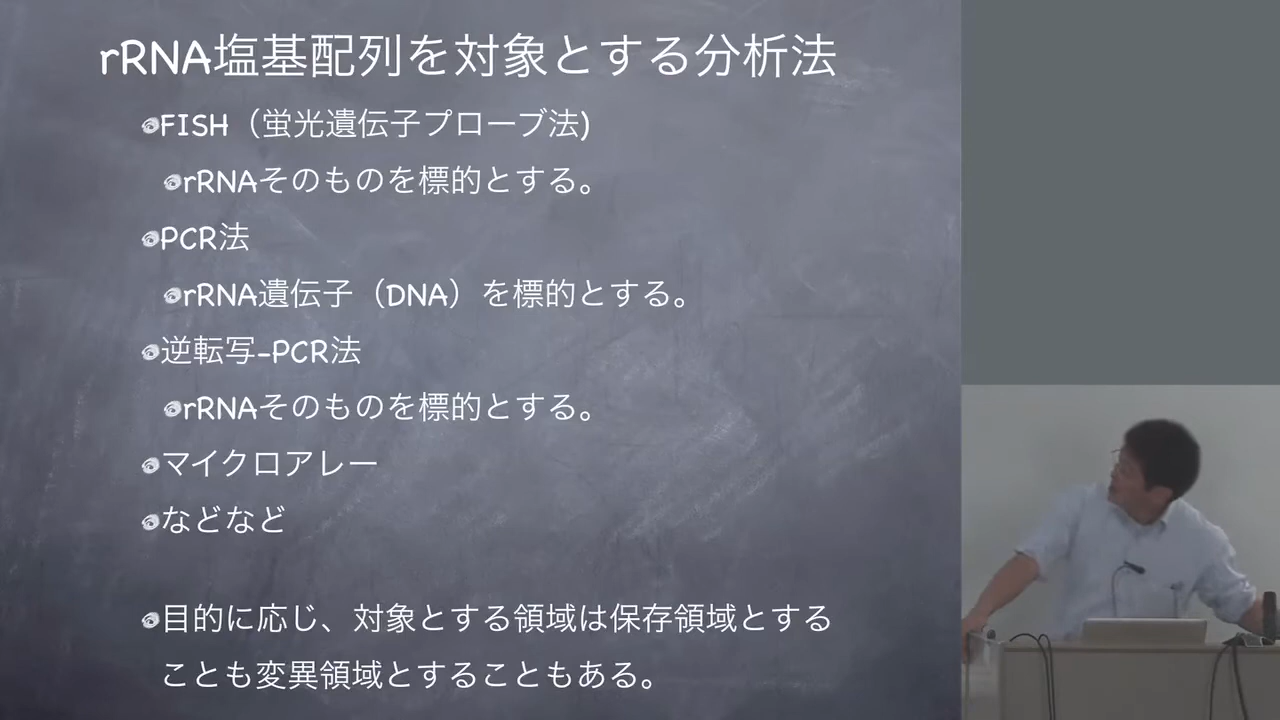 rRNA塩基配列を対象とする分析法
FISH（蛍光遺伝子プローブ法)
rRNAそのものを標的とする。
PCR法
rRNA遺伝子（DNA）を標的とする。
逆転写-PCR法
rRNAそのものを標的とする。
マイクロアレー
などなど
目的に応じ、対象とする領域は保存領域とする
ことも変異領域とすることもある。